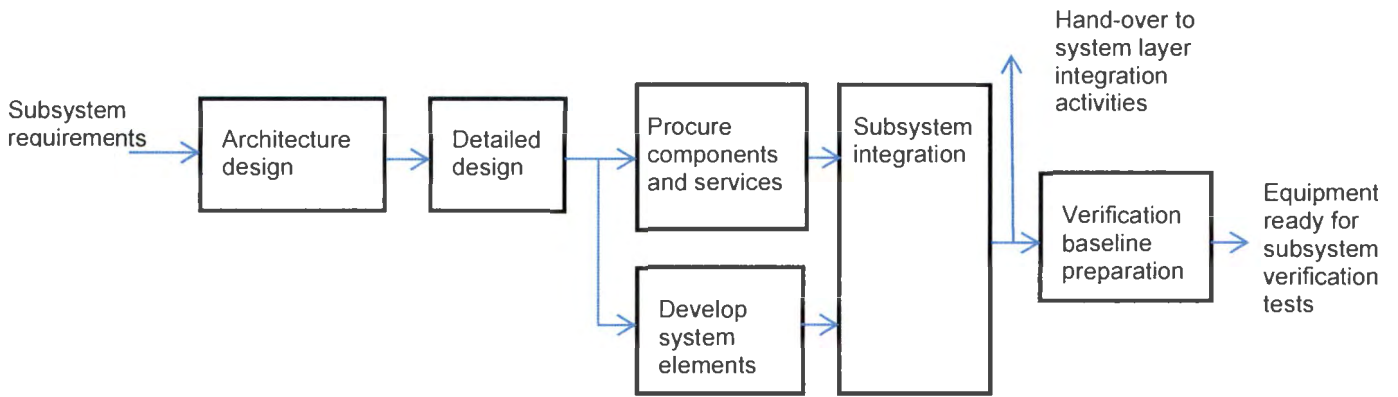 Subsystem
requirements
Architecture
design
Detailed
design
Procure
components
and services
Develop
system
elements
Subsystem
integration
Hand-over to
system layer
integration
activities
Verification
baseline
preparation
Equipment
ready for
subsystem
verification
tests